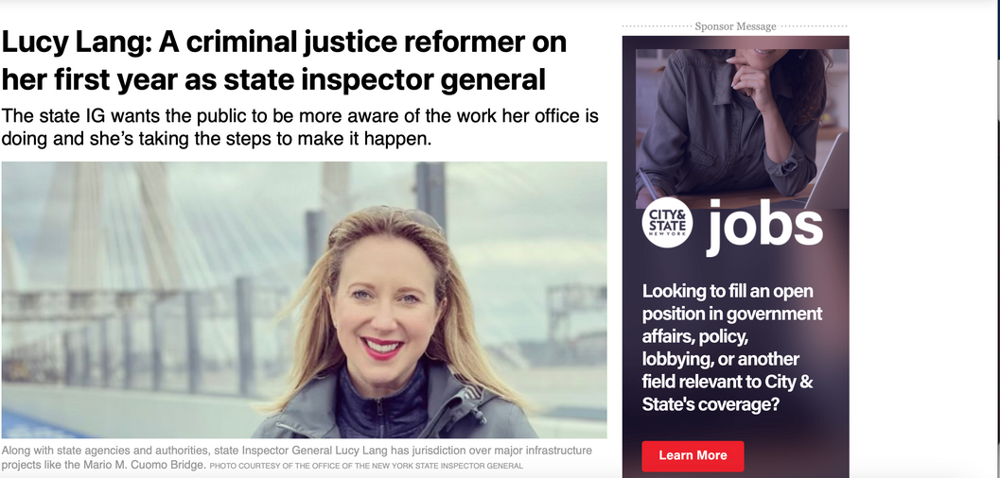 Lucy Lang: A criminal justice reformer on
her first year as state inspector general
The state IG wants the public to be more aware of the work her office is
doing and she’s taking the steps to make it happen.
Along with state agencies and authorities, state Inspector General Lucy Lang has jurisdiction over major infrastructure
projects like the Mario M. Cuomo Bridge. PHOTO COURTESY OF THE OFFICE OF THE NEW YORK STATE INSPECTOR GENERAL
Sponsor Message
CITY&
STATE
NEW YORK
jobs
Looking to fill an open
position in government
affairs, policy,
lobbying, or another
field relevant to City &
State's coverage?
Learn More